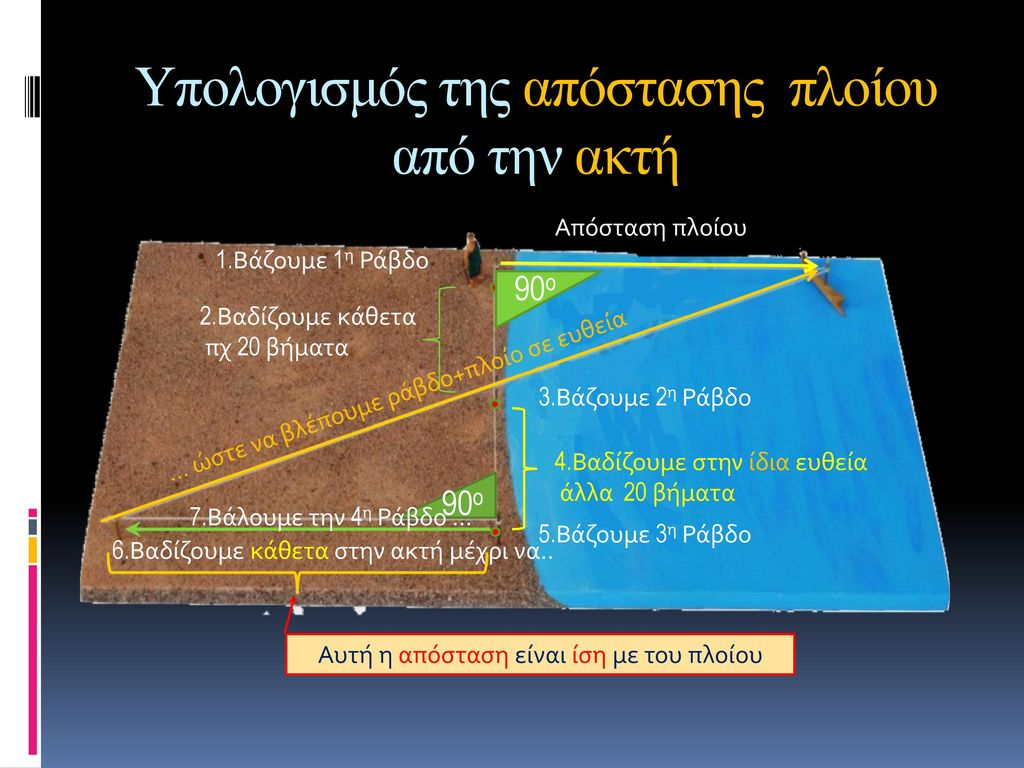 Υπολογισμός της απόστασης πλοίου
από την ακτή
Απόσταση πλοίου
1.Βάζουμε 1η Ράβδο
90ο
2.Βαδίζουμε κάθετα
πχ 20 βήματα
... ώστε να βλέπουμε ράβδο+πλοίο σε ευθεία
3.Βάζουμε 2η Ράβδο
4.Βαδίζουμε στην ίδια ευθεία
άλλα 20 βήματα
90ο
7.Βάλουμε την 4η Ράβδο ...
5.Βάζουμε 3η Ράβδο
6.Βαδίζουμε κάθετα στην ακτή μέχρι να..
Αυτή η απόσταση είναι ίση με του πλοίου